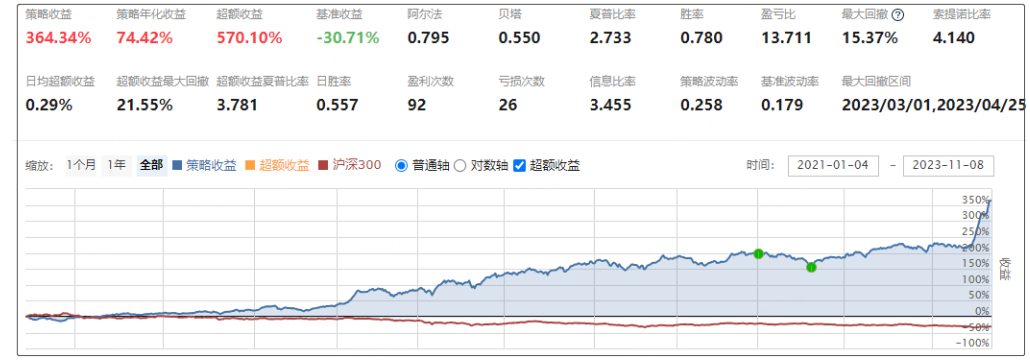 策略收益 策略年化收益 超额收益 基准收益 阿尔法 贝塔 夏普比率 胜率 盈亏比 最大回撤 ? 索提诺比率
364.34% 74.42% 570.10% -30.71% 0.795 0.550 2.733 0.780 13.711 15.37% 4.140
日均超额收益 超额收益最大回撤 超额收益夏普比率 日胜率 盈利次数 亏损次数 信息比率 策略波动率 基准波动率 最大回撤区间
0.29% 21.55% 3.781 0.557 92 26 3.455 0.258 0.179 2023/03/01,2023/04/25
缩放: 1个月 1年 全部 策略收益 超额收益 沪深300 普通轴 对数轴 超额收益 时间: 2021-01-04 - 2023-11-08
350%
300%
250%
200%
150%
100%
50%
0%
-50%
-100%
收益